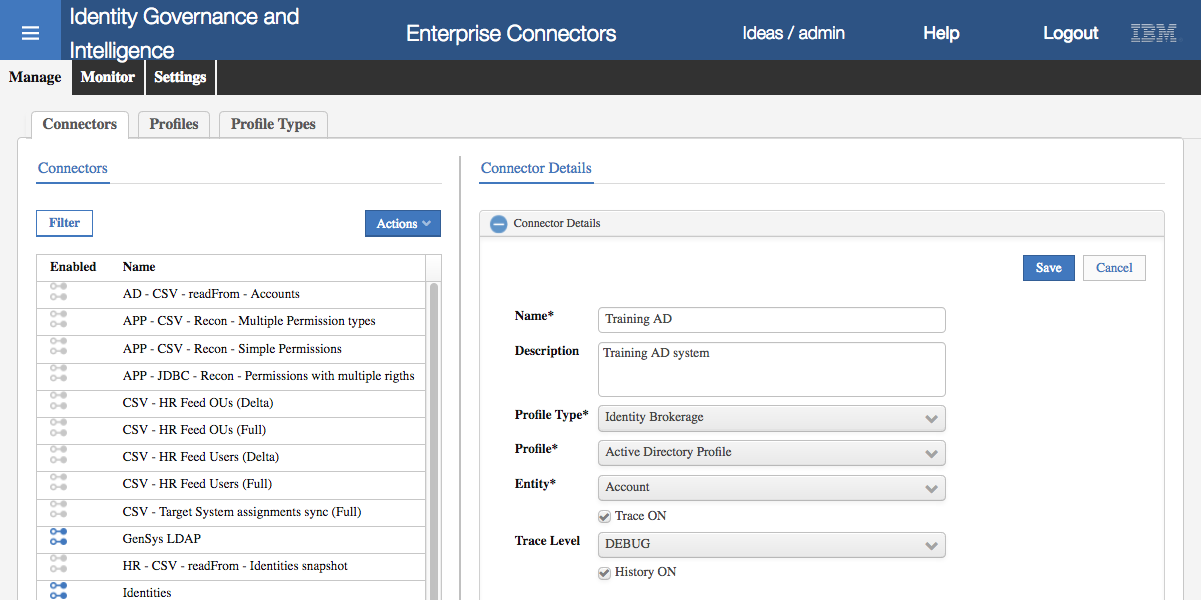 Identity Governance and
Intelligence
Enterprise Connectors
Ideas / admin
Help
Logout
IBM
Manage
Monitor
Settings
Connectors
Profiles
Profile Types
Connectors
Filter
Actions
Enabled Name
AD - CSV - readFrom - Accounts
APP - CSV - Recon - Multiple Permission types
APP - CSV - Recon - Simple Permissions
APP - JDBC - Recon - Permissions with multiple rigths
CSV - HR Feed OUs (Delta)
CSV - HR Feed OUs (Full)
CSV - HR Feed Users (Delta)
CSV - HR Feed Users (Full)
CSV - Target System assignments sync (Full)
GenSys LDAP
HR - CSV - readFrom - Identities snapshot
Identities
Connector Details
Connector Details
Save
Cancel
Name* Training AD
Description Training AD system
Profile Type* Identity Brokerage
Profile* Active Directory Profile
Entity* Account
Trace ON
Trace Level DEBUG
History ON